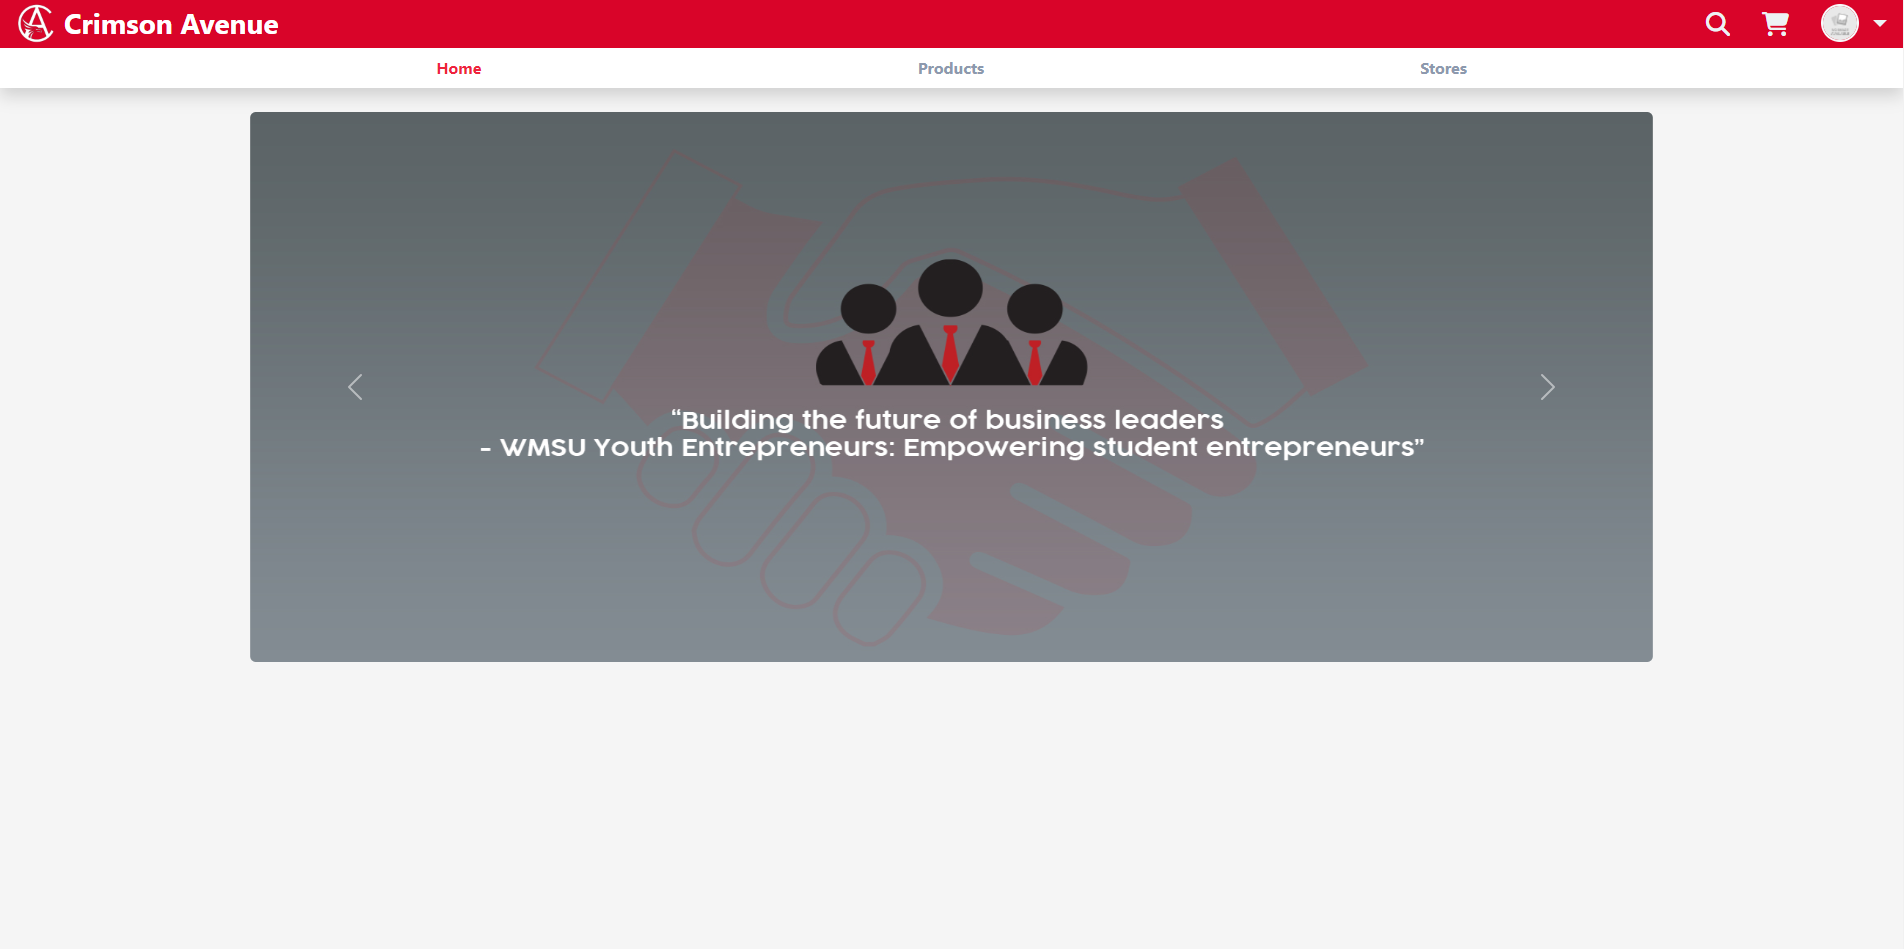 Crimson Avenue
Home Products Stores
“Building the future of business leaders
- WMSU Youth Entrepreneurs: Empowering student entrepreneurs”